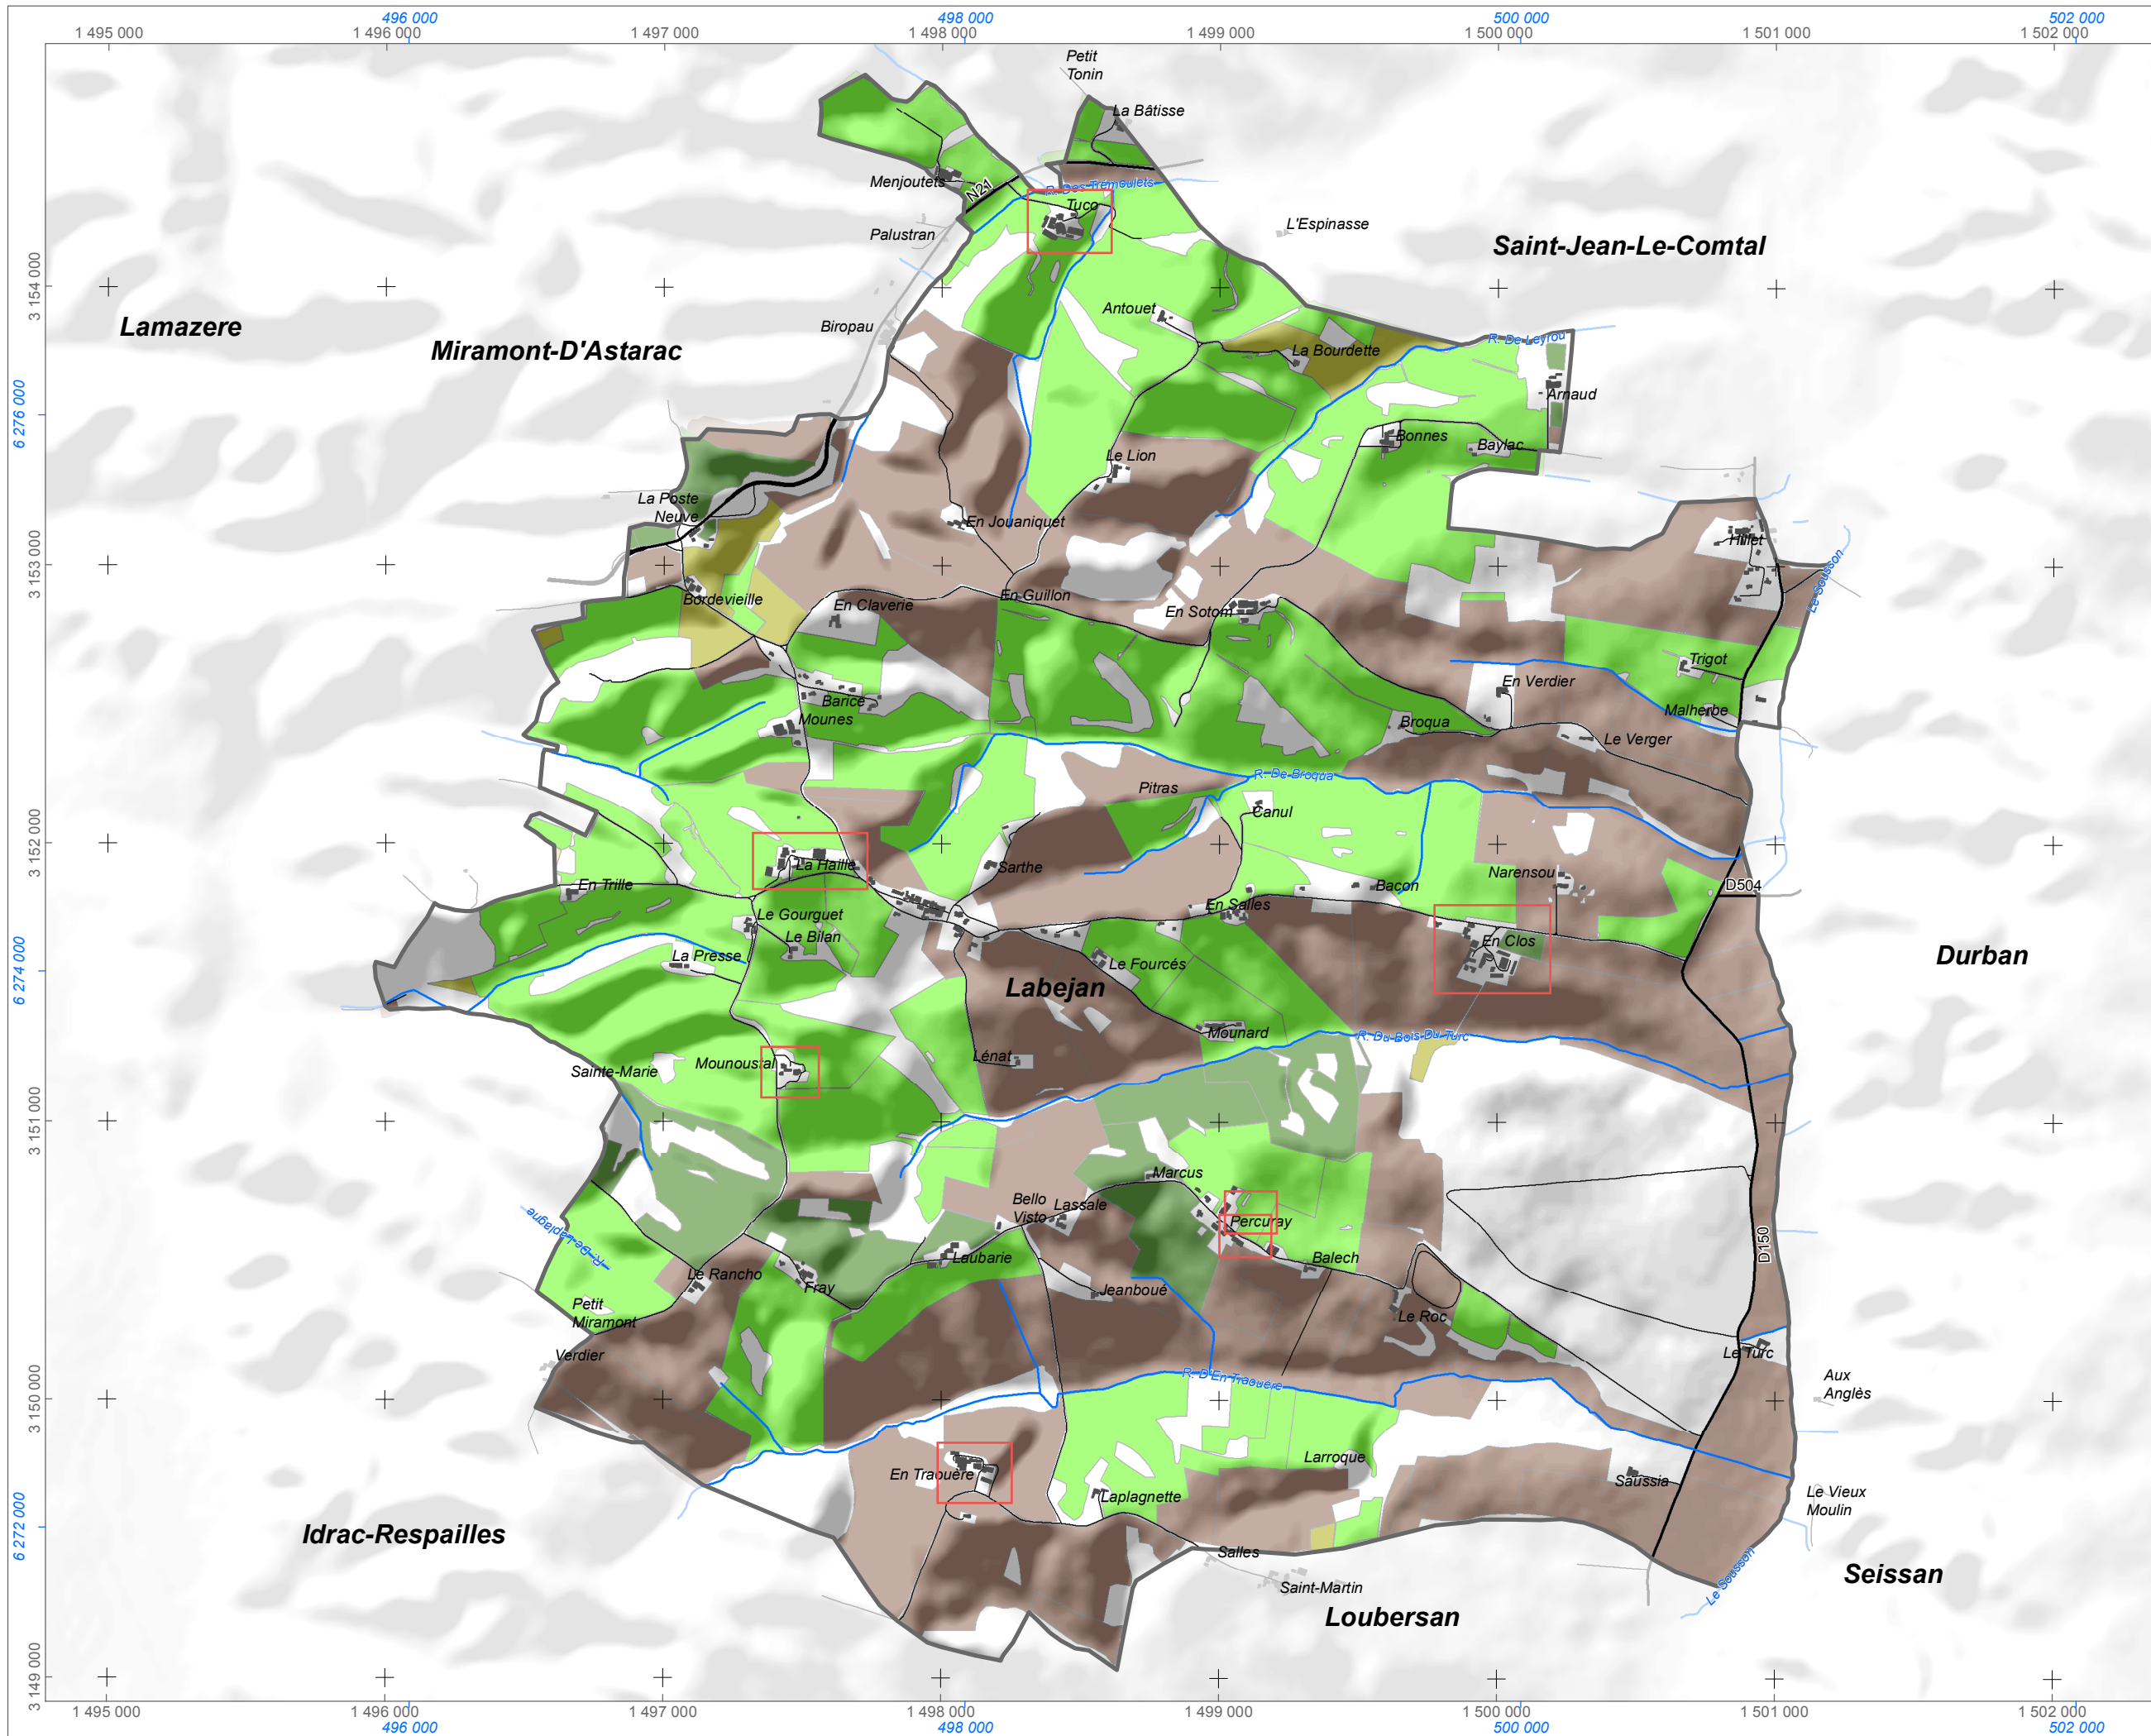 496 000
498 000
500 000
502 000
1 495 000
1 496 000
1 497 000
1 498 000
1 499 000
1 500 000
1 501 000
1 502 000
Petit
Tonin
La Bâtisse
Menjoutets
N21
R. Des Trémoulets
Tuco
Palustran
L'Espinasse
Saint-Jean-Le-Comtal
3 154 000
Antouet
Lamazere
Biropau
Miramont-D'Astarac
La Bourdette
R. De Leyrou
Arnaud
6 276 000
Bonnes
Baylac
Le Lion
La Poste
Neuve
En Jouaniquet
Hillet
3 153 000
Le Sousson
Bordevieille
En Claverie
En Guillon
En Sotom
Trigot
En Verdier
Barice
Mounes
Malherbe
Broqua
Le Verger
R. De Broqua
Pitras
Canul
3 152 000
La Haille
Sarthe
Narensou
En Trille
Bacon
D504
Le Gourguet
En Salles
Le Bilan
En Clos
La Presse
Le Fourcés
Durban
6 274 000
Labejan
Mounard
R. Du Bois Du Turc
Lénat
Mounoustal
Sainte-Marie
3 151 000
Marcus
Bello
Visto
Lassale
Percuray
R. De Laplagne
D150
Laubarie
Balech
Le Rancho
Fray
Jeanboué
Petit
Miramont
Le Roc
Verdier
Le Turc
R. D'En Traouère
Aux
Anglès
3 150 000
Larroque
En Traouère
Saussia
Laplagnette
Le Vieux
Moulin
6 272 000
Idrac-Respailles
Salles
Saint-Martin
Seissan
Le Sousson
Loubersan
3 149 000
1 495 000
1 496 000
1 497 000
1 498 000
1 499 000
1 500 000
1 501 000
1 502 000
496 000
498 000
500 000
502 000